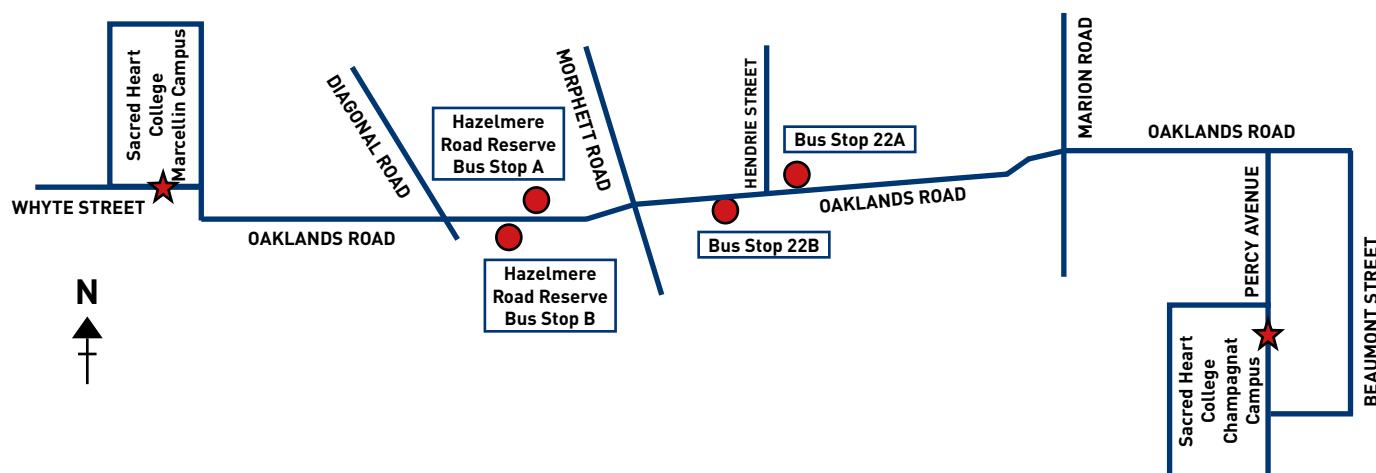 Sacred Heart
College
Marcellin Campus
WHYTE STREET
OAKLANDS ROAD
DIAGONAL ROAD
Hazelmere
Road Reserve
Bus Stop A
Hazelmere
Road Reserve
Bus Stop B
MORPHETT ROAD
HENDRIE STREET
Bus Stop 22A
Bus Stop 22B
OAKLANDS ROAD
MARION ROAD
OAKLANDS ROAD
PERCY AVENUE
BEAUMONT STREET
Sacred Heart
College
Champagnat
Campus
N